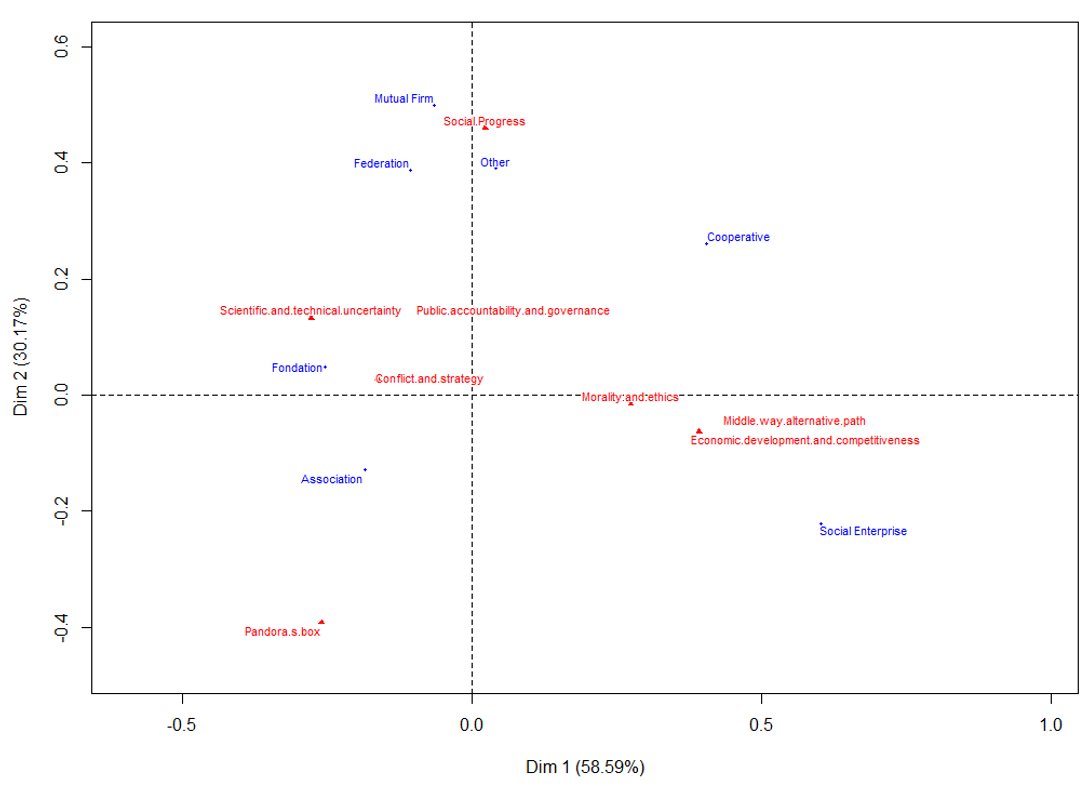 0.6
Mutual Firm
Social.Progress
0.4
Federation
Other
Cooperative
0.2
Scientific.and.technical.uncertainty
Public.accountability.and.governance
Fondation
Conflict.and.strategy
0.0
Morality.and.ethics
Middle.way.alternative.path
Economic.development.and.competitiveness
Association
-0.2
Social Enterprise
-0.4
Pandora.s.box
Dim 2 (30.17%)
-0.5
0.0
0.5
1.0
Dim 1 (58.59%)